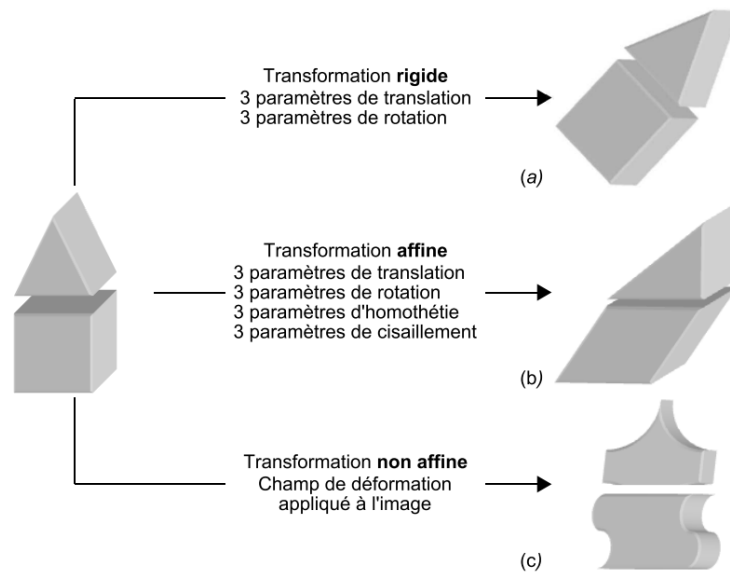 Transformation rigide
3 paramètres de translation
3 paramètres de rotation
(a)
Transformation affine
3 paramètres de translation
3 paramètres de rotation
3 paramètres d'homothétie
3 paramètres de cisaillement
(b)
Transformation non affine
Champ de déformation
appliqué à l'image
(c)